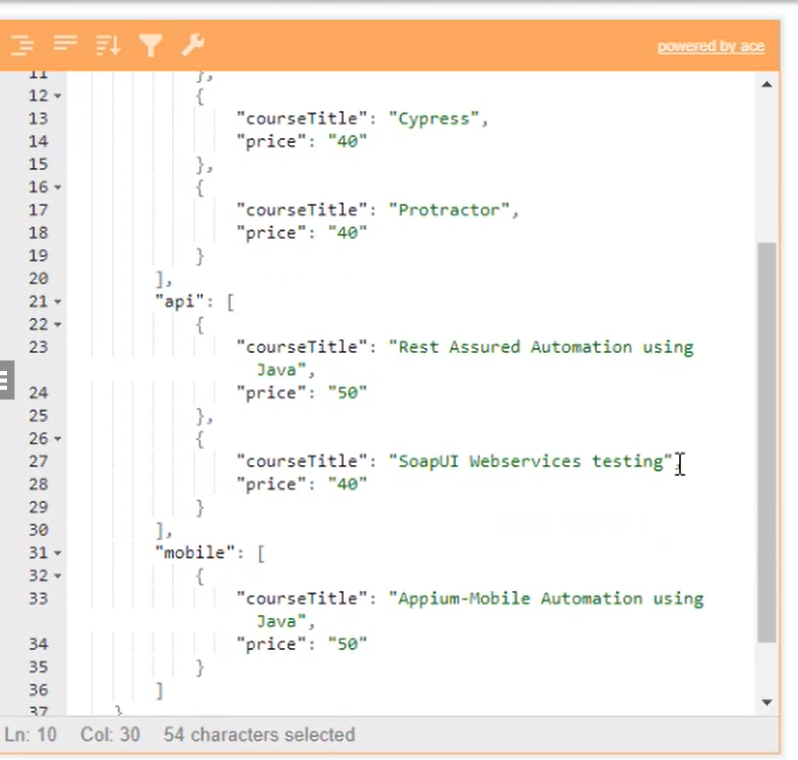 powered by ace
11 },
12 {
13 "courseTitle": "Cypress",
14 "price": "40"
15 },
16 {
17 "courseTitle": "Protractor",
18 "price": "40"
19 }
20 ],
21 "api": [
22 {
23 "courseTitle": "Rest Assured Automation using
Java",
24 "price": "50"
25 },
26 {
27 "courseTitle": "SoapUI Webservices testing",
28 "price": "40"
29 }
30 ],
31 "mobile": [
32 {
33 "courseTitle": "Appium-Mobile Automation using
Java",
34 "price": "50"
35 }
36 ]
37 }
Ln: 10 Col: 30 54 characters selected